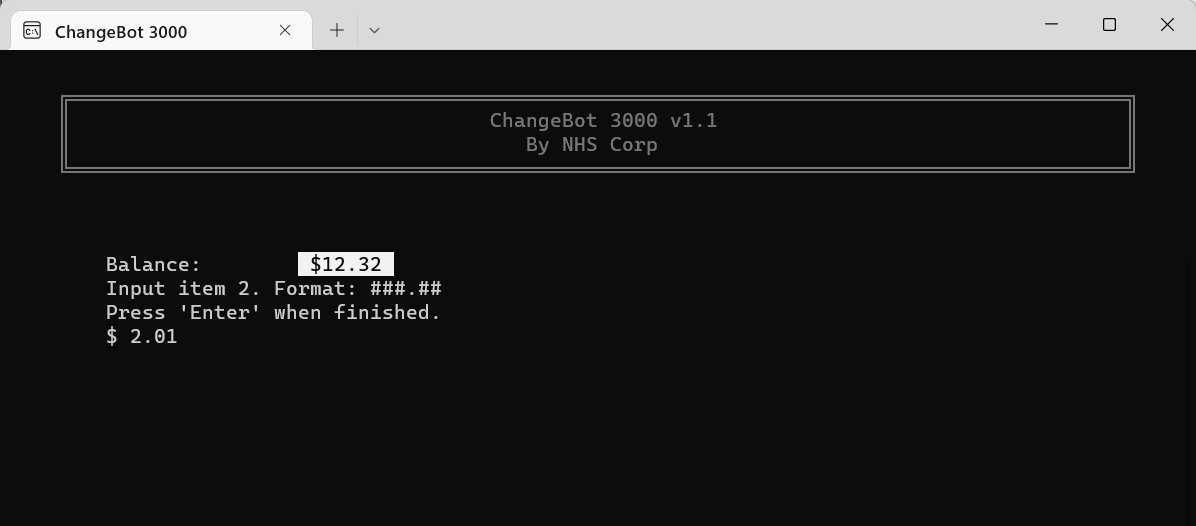 ChangeBot 3000
ChangeBot 3000 v1.1
By NHS Corp
Balance: $12.32
Input item 2. Format: ###.##
Press 'Enter' when finished.
$ 2.01